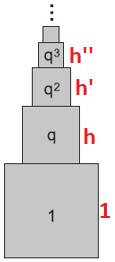 ⋮
q³ h''
q² h'
q h
1 1